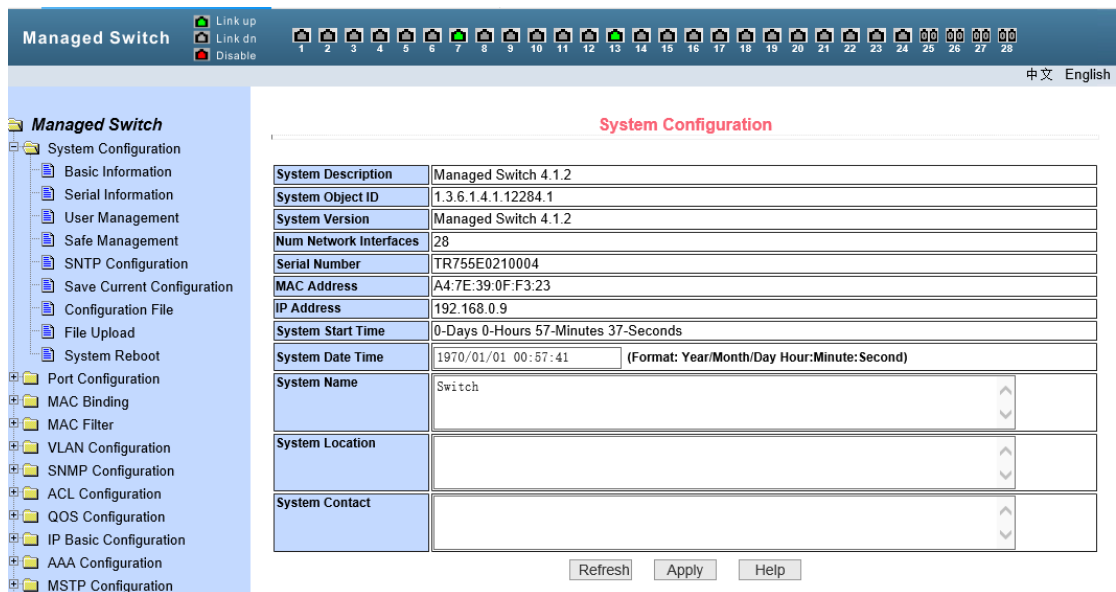 Managed Switch
Link up
Link dn
Disable
1 2 3 4 5 6 7 8 9 10 11 12 13 14 15 16 17 18 19 20 21 22 23 24 25 26 27 28
中文 English
Managed Switch
System Configuration
Basic Information
Serial Information
User Management
Safe Management
SNTP Configuration
Save Current Configuration
Configuration File
File Upload
System Reboot
Port Configuration
MAC Binding
MAC Filter
VLAN Configuration
SNMP Configuration
ACL Configuration
QOS Configuration
IP Basic Configuration
AAA Configuration
MSTP Configuration
System Configuration
System Description Managed Switch 4.1.2
System Object ID 1.3.6.1.4.1.12284.1
System Version Managed Switch 4.1.2
Num Network Interfaces 28
Serial Number TR755E0210004
MAC Address A4:7E:39:0F:F3:23
IP Address 192.168.0.9
System Start Time 0-Days 0-Hours 57-Minutes 37-Seconds
System Date Time 1970/01/01 00:57:41 (Format: Year/Month/Day Hour:Minute:Second)
System Name Switch
System Location
System Contact
Refresh Apply Help